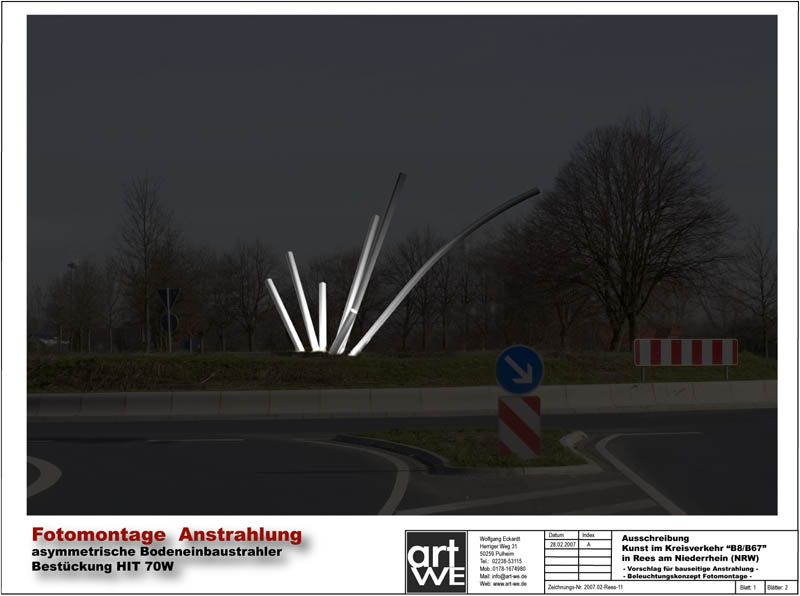 Fotomontage Anstrahlung
asymmetrische Bodeneinbaustrahler
Bestückung HIT 70W
art
WE
Wolfgang Eckardt
Herriger Weg 31
50259 Pulheim
Tel.: 02238-53115
Mob.:0178-1674980
Mail: info@art-we.de
Web: www.art-we.de
Datum Index
28.02.2007 A
Zeichnungs-Nr. 2007.02-Rees-11
Ausschreibung
Kunst im Kreisverkehr “B8/B67”
in Rees am Niederrhein (NRW)
- Vorschlag für bauseitige Anstrahlung -
- Beleuchtungskonzept Fotomontage -
Blatt: 1 Blätter: 2